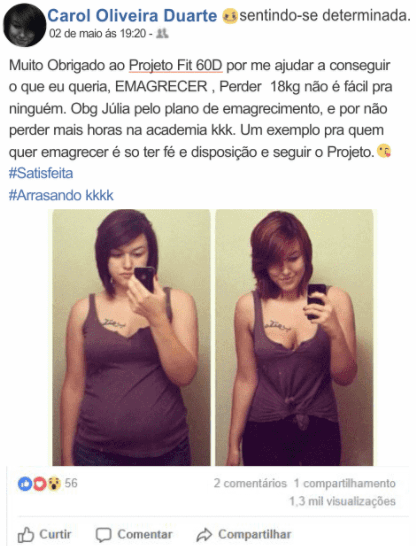 Carol Oliveira Duarte 😖 sentindo-se determinada.
02 de maio às 19:20 -
Muito Obrigado ao Projeto Fit 60D por me ajudar a conseguir
o que eu queria, EMAGRECER , Perder 18kg não é fácil pra
ninguém. Obg Júlia pelo plano de emagrecimento, e por não
perder mais horas na academia kkk. Um exemplo pra quem
quer emagrecer é so ter fé e disposição e seguir o Projeto. 😘
#Satisfeita
#Arrasando kkkk
56 2 comentários 1 compartilhamento
1,3 mil visualizações
Curtir Comentar Compartilhar